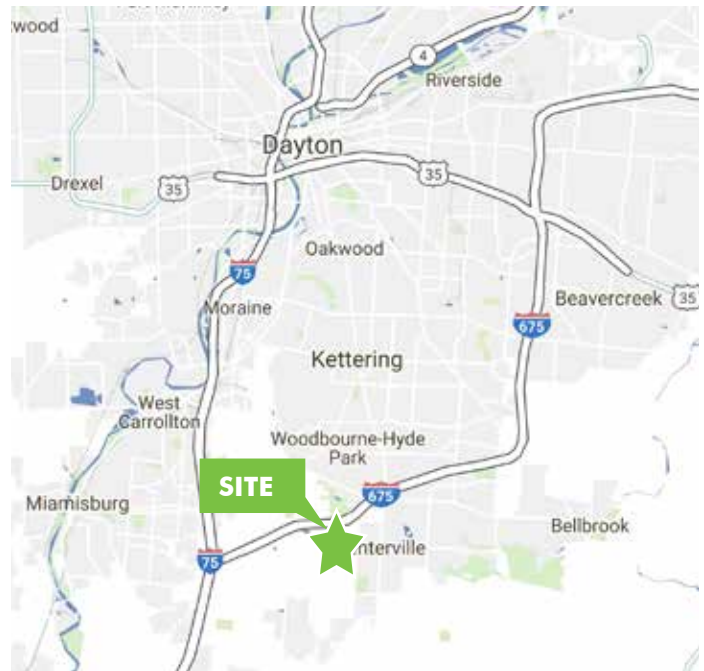 wood
4
Riverside
Dayton
Drexel
35
35
Oakwood
75
Moraine
Beavercreek
35
675
Kettering
West
Carrollton
Woodbourne-Hyde
Park
SITE
675
Miamisburg
Bellbrook
nterville
75